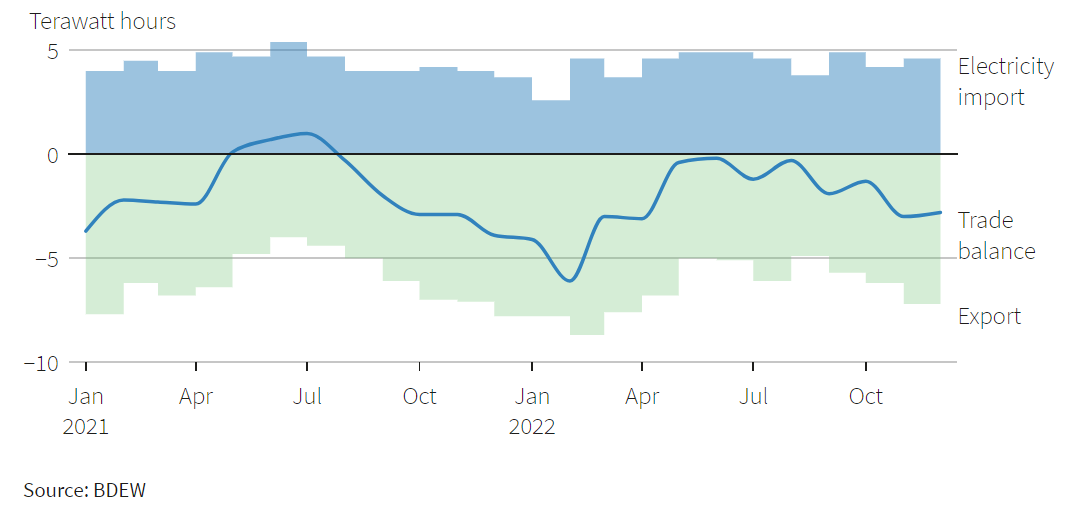 Terawatt hours
5
0
−5
−10
Electricity
import
Trade
balance
Export
Jan Apr Jul Oct Jan Apr Jul Oct
2021 2022
Source: BDEW